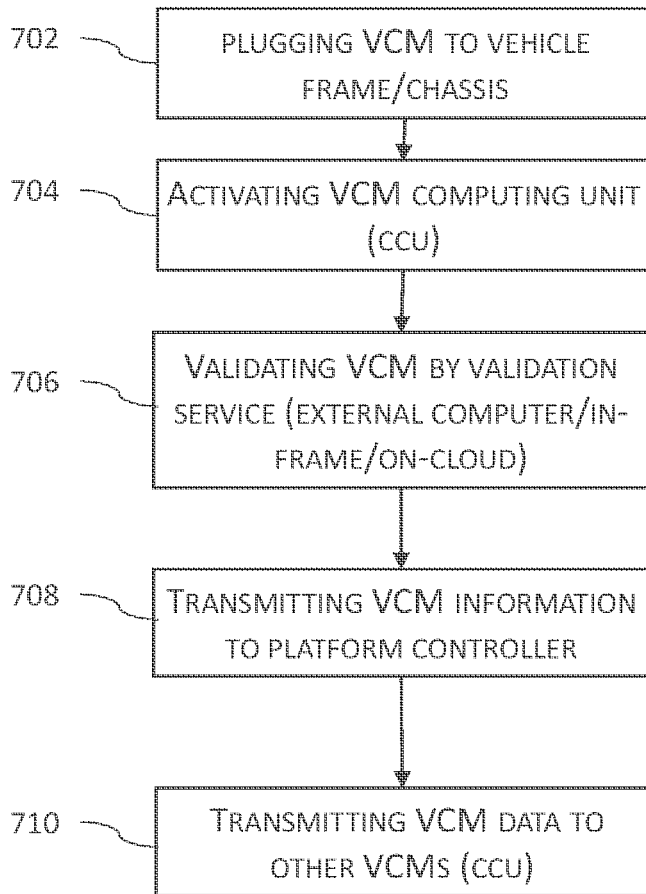 702
PLUGGING VCM TO VEHICLE
FRAME/CHASSIS
704
ACTIVATING VCM COMPUTING UNIT
(CCU)
706
VALIDATING VCM BY VALIDATION
SERVICE (EXTERNAL COMPUTER/IN-
FRAME/ON-CLOUD)
708
TRANSMITTING VCM INFORMATION
TO PLATFORM CONTROLLER
710
TRANSMITTING VCM DATA TO
OTHER VCMS (CCU)